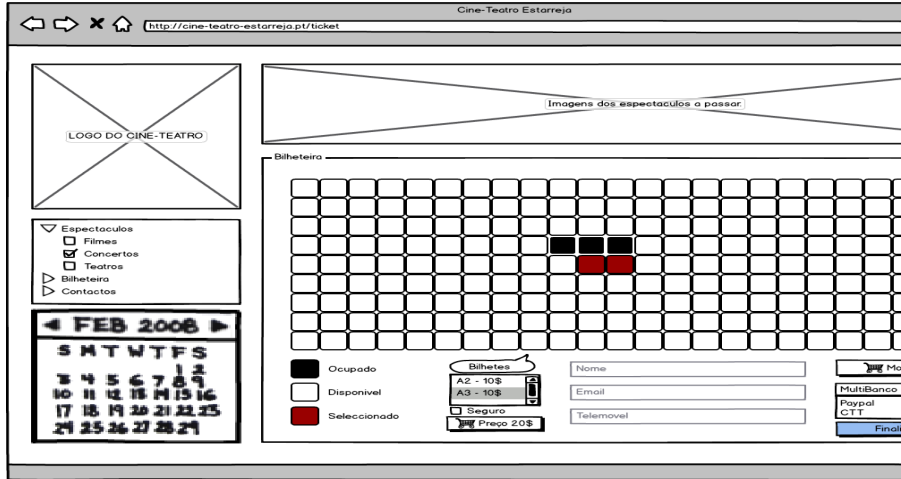 Cine-Teatro Estarreja
http://cine-teatro-estarreja.pt/ticket
LOGO DO CINE-TEATRO
Imagens dos espectaculos a passar.
Bilheteira
Espectaculos
Filmes
Concertos
Teatros
Bilheteira
Contactos
FEB 2008
S M T W T F S
1 2
3 4 5 6 7 8 9
10 11 12 13 14 15 16
17 18 19 20 21 22 23
24 25 26 27 28 29
Ocupado
Disponivel
Seleccionado
Bilhetes
A2 - 10$
A3 - 10$
Seguro
Preço 20$
Nome
Email
Telemovel
MultiBanco
Paypal
CTT